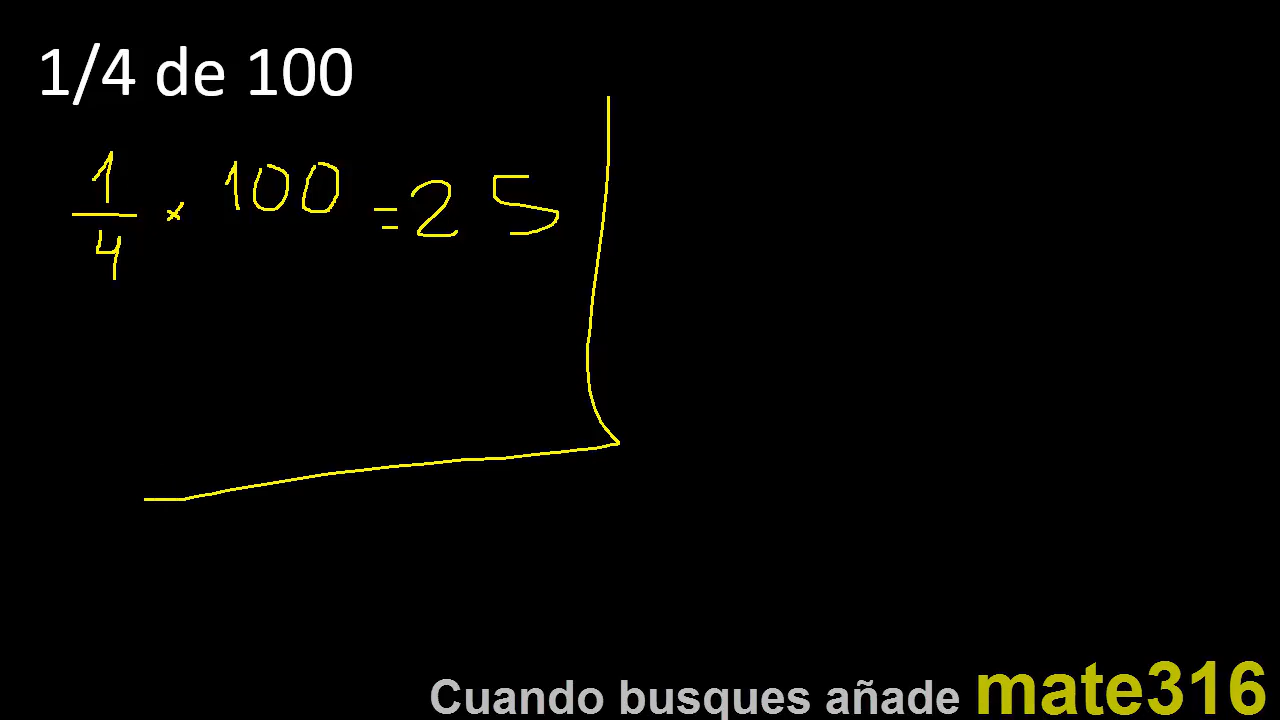 1/4 de 100
1/4 × 100 = 25
Cuando busques añade mate316